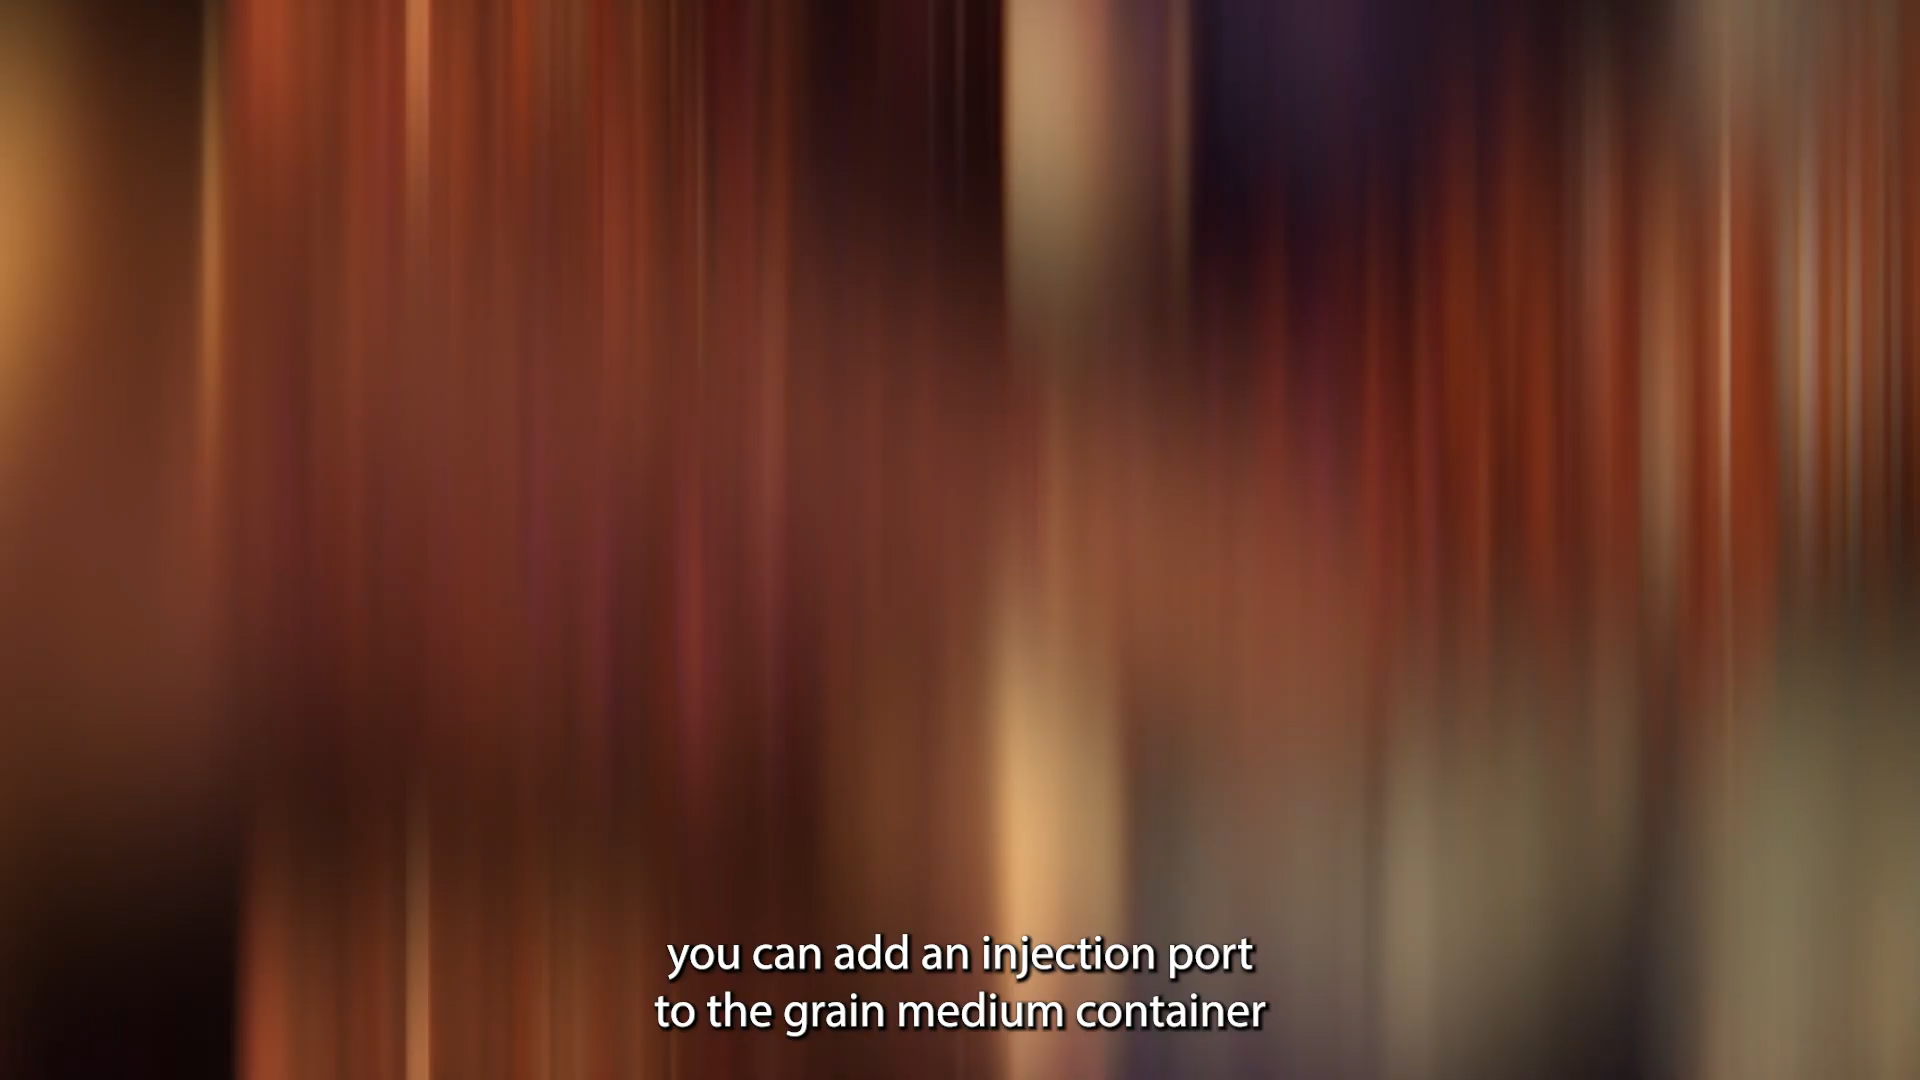 you can add an injection port
to the grain medium container